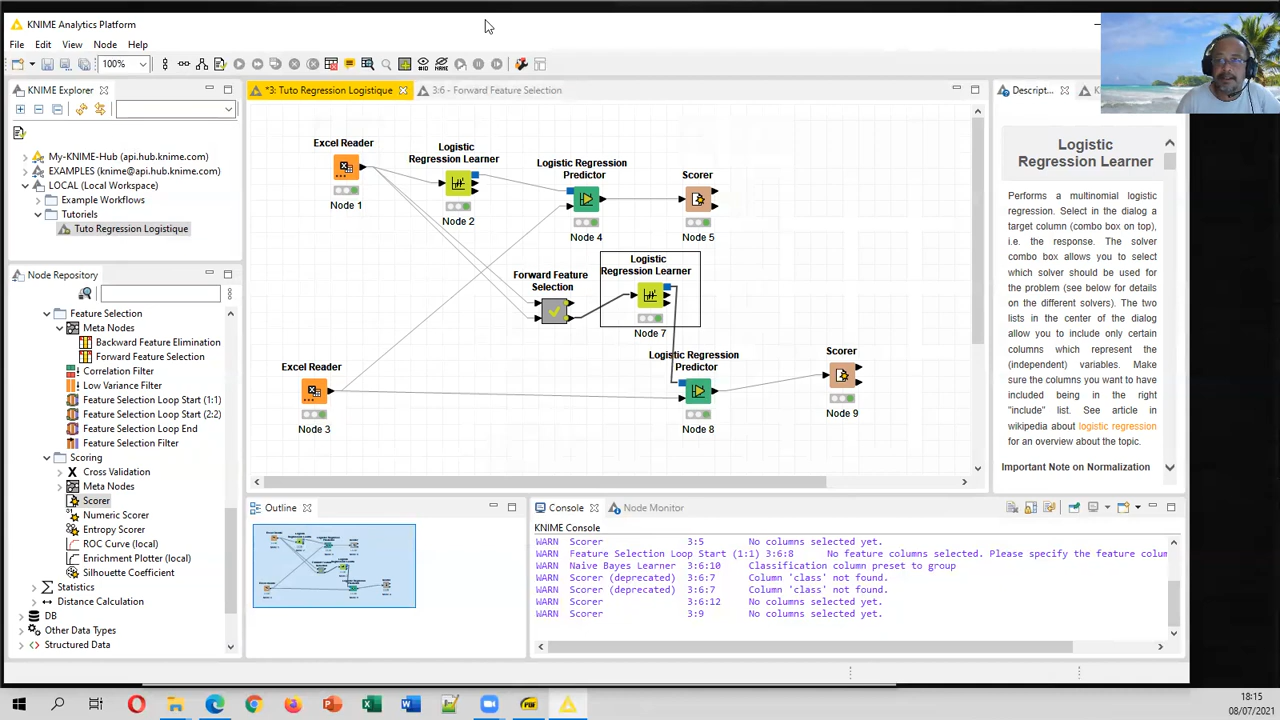 KNIME Analytics Platform
File Edit View Node Help
100%
KNIME Explorer
*3: Tuto Regression Logistique
3:6 - Forward Feature Selection
Descript...
My-KNIME-Hub (api.hub.knime.com)
EXAMPLES (knime@api.hub.knime.com)
LOCAL (Local Workspace)
Example Workflows
Tutoriels
Tuto Regression Logistique
Node Repository
Feature Selection
Meta Nodes
Backward Feature Elimination
Forward Feature Selection
Correlation Filter
Low Variance Filter
Feature Selection Loop Start (1:1)
Feature Selection Loop Start (2:2)
Feature Selection Loop End
Feature Selection Filter
Scoring
Cross Validation
Meta Nodes
Scorer
Numeric Scorer
Entropy Scorer
ROC Curve (local)
Enrichment Plotter (local)
Silhouette Coefficient
Statistics
Distance Calculation
DB
Other Data Types
Structured Data
Excel Reader
Node 1
Logistic
Regression Learner
Node 2
Logistic Regression
Predictor
Node 4
Scorer
Node 5
Forward Feature
Selection
Logistic
Regression Learner
Node 7
Excel Reader
Node 3
Logistic Regression
Predictor
Node 8
Scorer
Node 9
Logistic
Regression Learner
Performs a multinomial logistic
regression. Select in the dialog a
target column (combo box on top),
i.e. the response. The solver
combo box allows you to select
which solver should be used for
the problem (see below for details
on the different solvers). The two
lists in the center of the dialog
allow you to include only certain
columns which represent the
(independent) variables. Make
sure the columns you want to have
included being in the right
"include" list. See article in
wikipedia about logistic regression
for an overview about the topic.
Important Note on Normalization
Outline
Console
Node Monitor
KNIME Console
WARN Scorer 3:5 No columns selected yet.
WARN Feature Selection Loop Start (1:1) 3:6:8 No feature columns selected. Please specify the feature colum
WARN Naive Bayes Learner 3:6:10 Classification column preset to group
WARN Scorer (deprecated) 3:6:7 Column 'class' not found.
WARN Scorer (deprecated) 3:6:7 Column 'class' not found.
WARN Scorer 3:6:12 No columns selected yet.
WARN Scorer 3:9 No columns selected yet.
18:15
08/07/2021